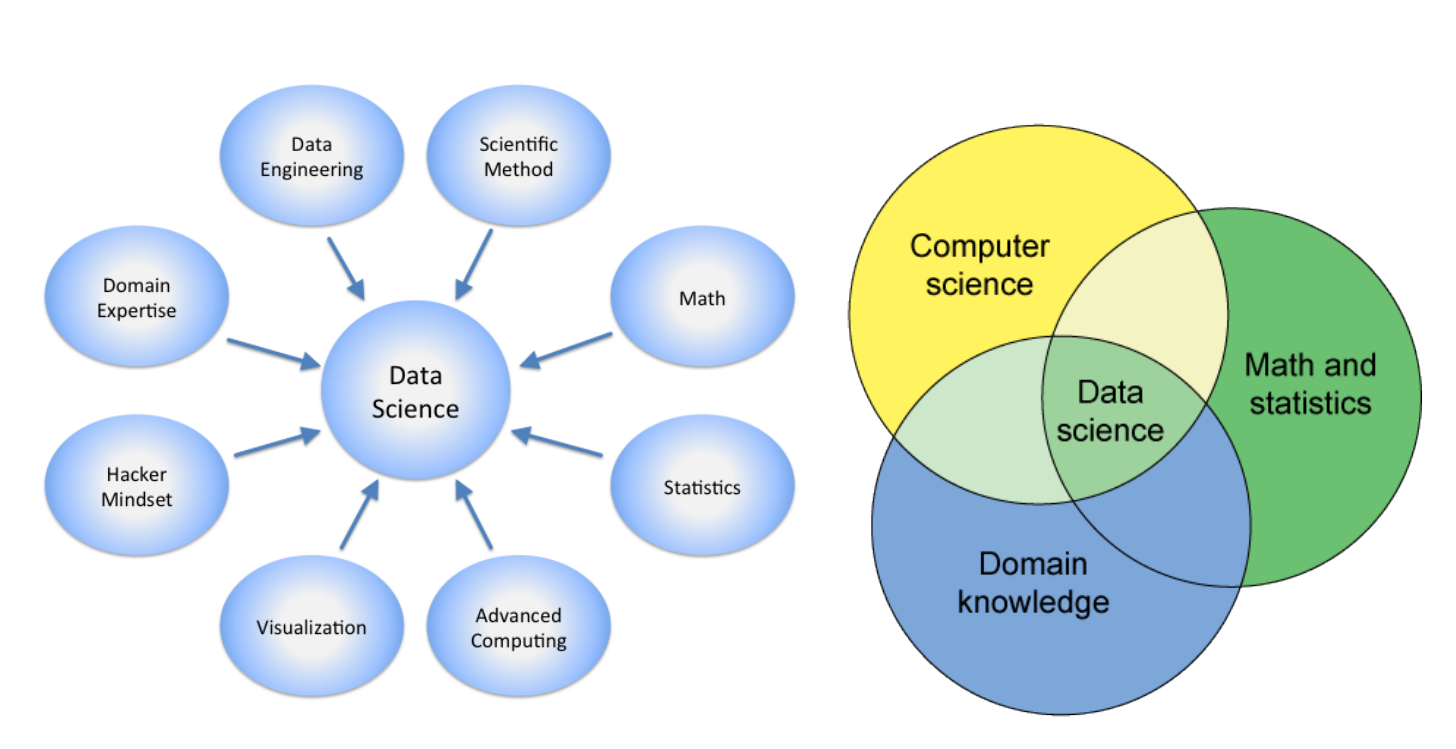 Data
Engineering
Scientific
Method
Domain
Expertise
Math
Data
Science
Hacker
Mindset
Statistics
Visualization
Advanced
Computing
Computer
science
Math and
statistics
Data
science
Domain
knowledge